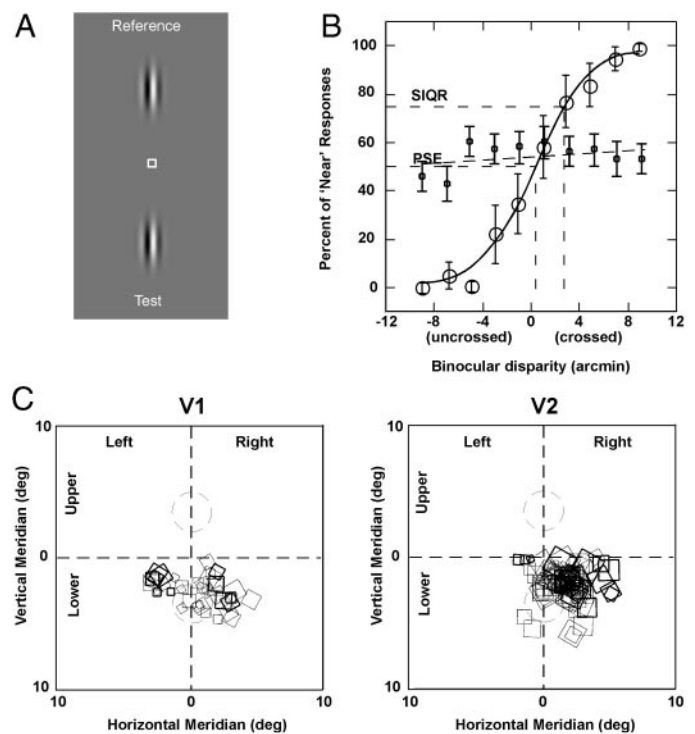 A
Reference
Test
B
Percent of 'Near' Responses
100
80
60
40
20
0
SIQR
PSE
-12 -8 -4 0 4 8 12
(uncrossed) (crossed)
Binocular disparity (arcmin)
C
V1
10
Left Right
Upper
Vertical Meridian (deg)
0
Lower
10
10 0 10
Horizontal Meridian (deg)
V2
10
Left Right
Upper
Vertical Meridian (deg)
0
Lower
10
10 0 10
Horizontal Meridian (deg)